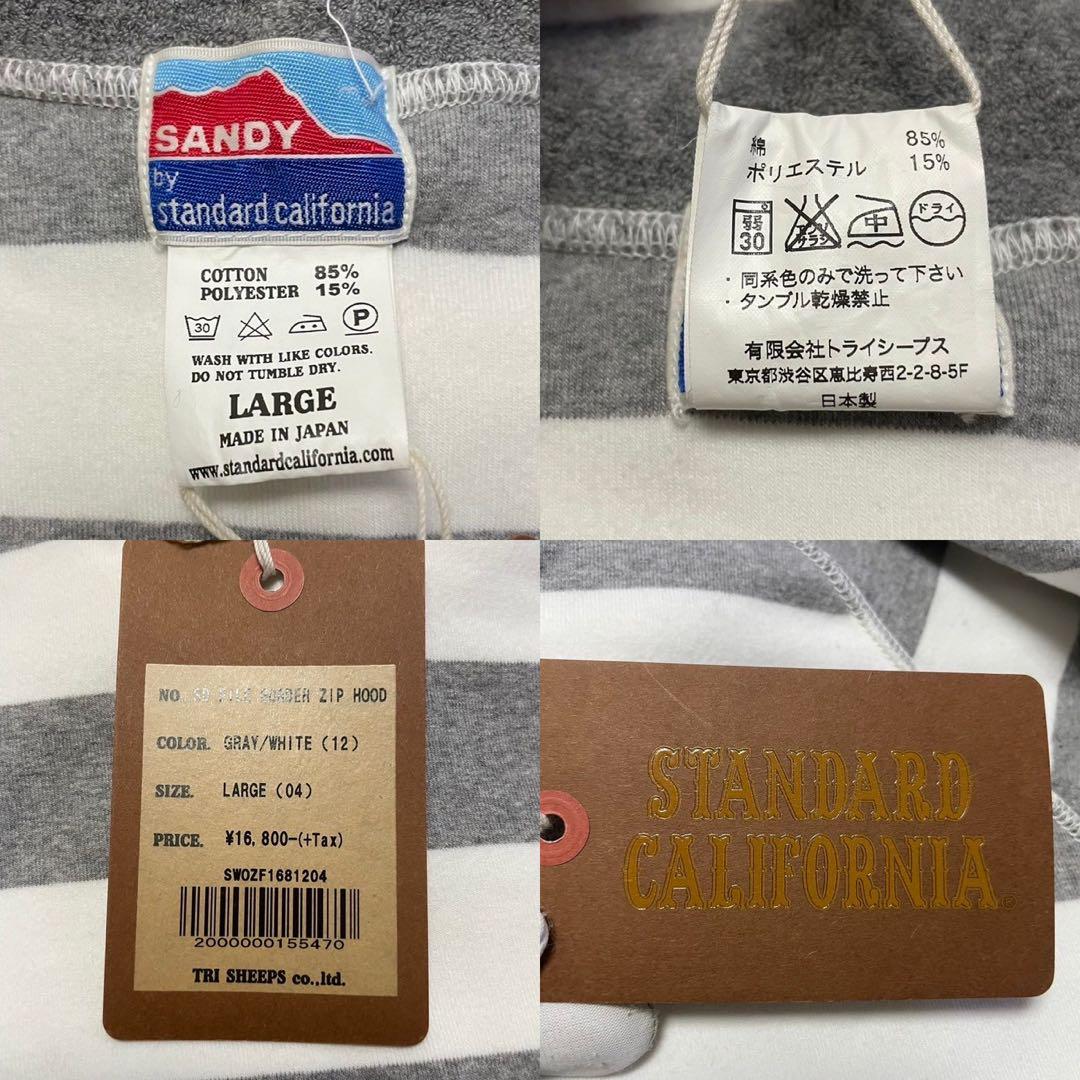 SANDY
by
standard california
COTTON 85%
POLYESTER 15%
30 P
WASH WITH LIKE COLORS.
DO NOT TUMBLE DRY.
LARGE
MADE IN JAPAN
www.standardcalifornia.com
綿 85%
ポリエステル 15%
弱 30 中 ドライ
・同系色のみで洗って下さい
・タンブル乾燥禁止
有限会社トライシープス
東京都渋谷区恵比寿西2-2-8-5F
日本製
NO. SD PILE BORDER ZIP HOOD
COLOR. GRAY/WHITE (12)
SIZE. LARGE (04)
PRICE. ¥16,800-(+Tax)
SWOZF1681204
2000000155470
TRI SHEEPS co.,ltd.
STANDARD
CALIFORNIA®